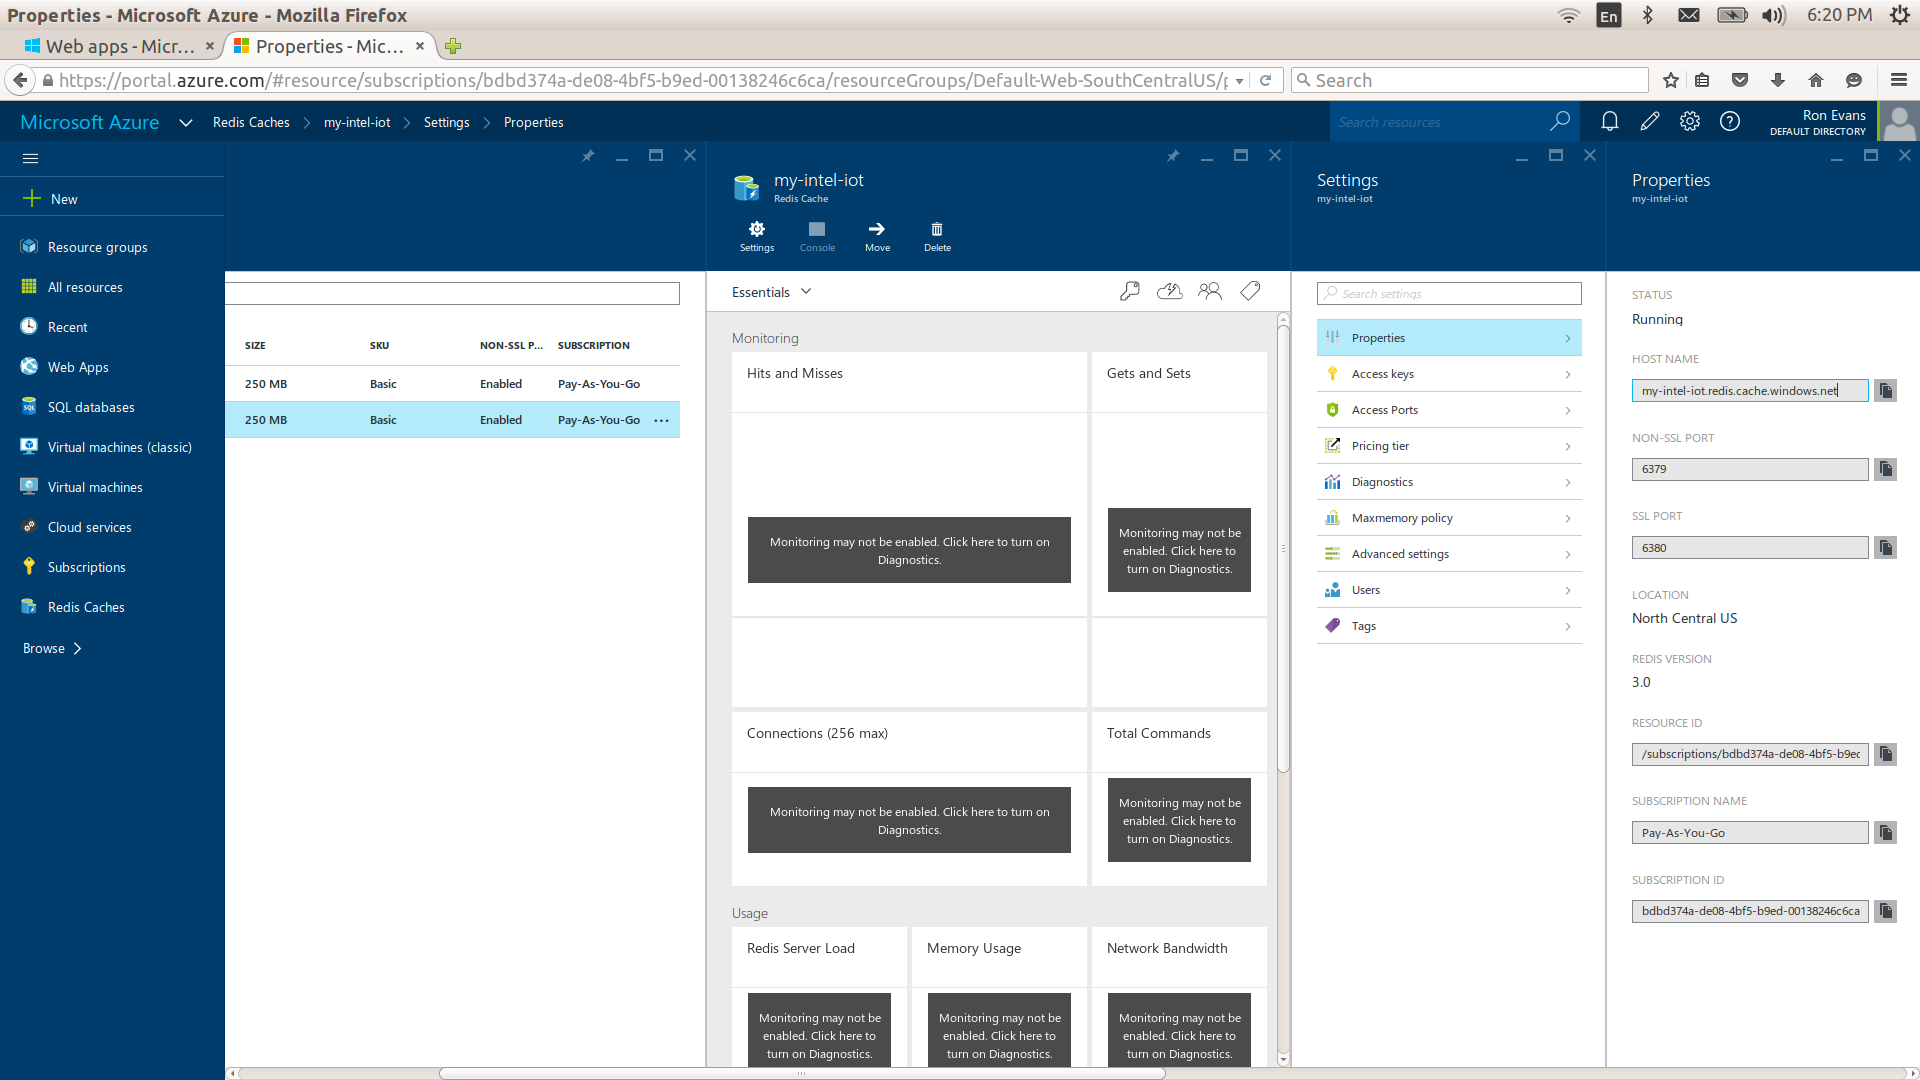 Properties - Microsoft Azure - Mozilla Firefox
En
6:20 PM
Web apps - Micr...
Properties - Mic...
https://portal.azure.com/#resource/subscriptions/bdbd374a-de08-4bf5-b9ed-00138246c6ca/resourceGroups/Default-Web-SouthCentralUS/
Search
Microsoft Azure
Redis Caches
my-intel-iot
Settings
Properties
Search resources
Ron Evans
DEFAULT DIRECTORY
New
Resource groups
All resources
Recent
Web Apps
SQL databases
Virtual machines (classic)
Virtual machines
Cloud services
Subscriptions
Redis Caches
Browse
SIZE
SKU
NON-SSL P...
SUBSCRIPTION
250 MB
Basic
Enabled
Pay-As-You-Go
250 MB
Basic
Enabled
Pay-As-You-Go
...
my-intel-iot
Redis Cache
Settings
Console
Move
Delete
Essentials
Monitoring
Hits and Misses
Monitoring may not be enabled. Click here to turn on
Diagnostics.
Gets and Sets
Monitoring may not be
enabled. Click here to
turn on Diagnostics.
Connections (256 max)
Monitoring may not be enabled. Click here to turn on
Diagnostics.
Total Commands
Monitoring may not be
enabled. Click here to
turn on Diagnostics.
Usage
Redis Server Load
Monitoring may not be
enabled. Click here to
turn on Diagnostics.
Memory Usage
Monitoring may not be
enabled. Click here to
turn on Diagnostics.
Network Bandwidth
Monitoring may not be
enabled. Click here to
turn on Diagnostics.
Settings
my-intel-iot
Search settings
Properties
Access keys
Access Ports
Pricing tier
Diagnostics
Maxmemory policy
Advanced settings
Users
Tags
Properties
my-intel-iot
STATUS
Running
HOST NAME
my-intel-iot.redis.cache.windows.net
NON-SSL PORT
6379
SSL PORT
6380
LOCATION
North Central US
REDIS VERSION
3.0
RESOURCE ID
/subscriptions/bdbd374a-de08-4bf5-b9ec
SUBSCRIPTION NAME
Pay-As-You-Go
SUBSCRIPTION ID
bdbd374a-de08-4bf5-b9ed-00138246c6ca